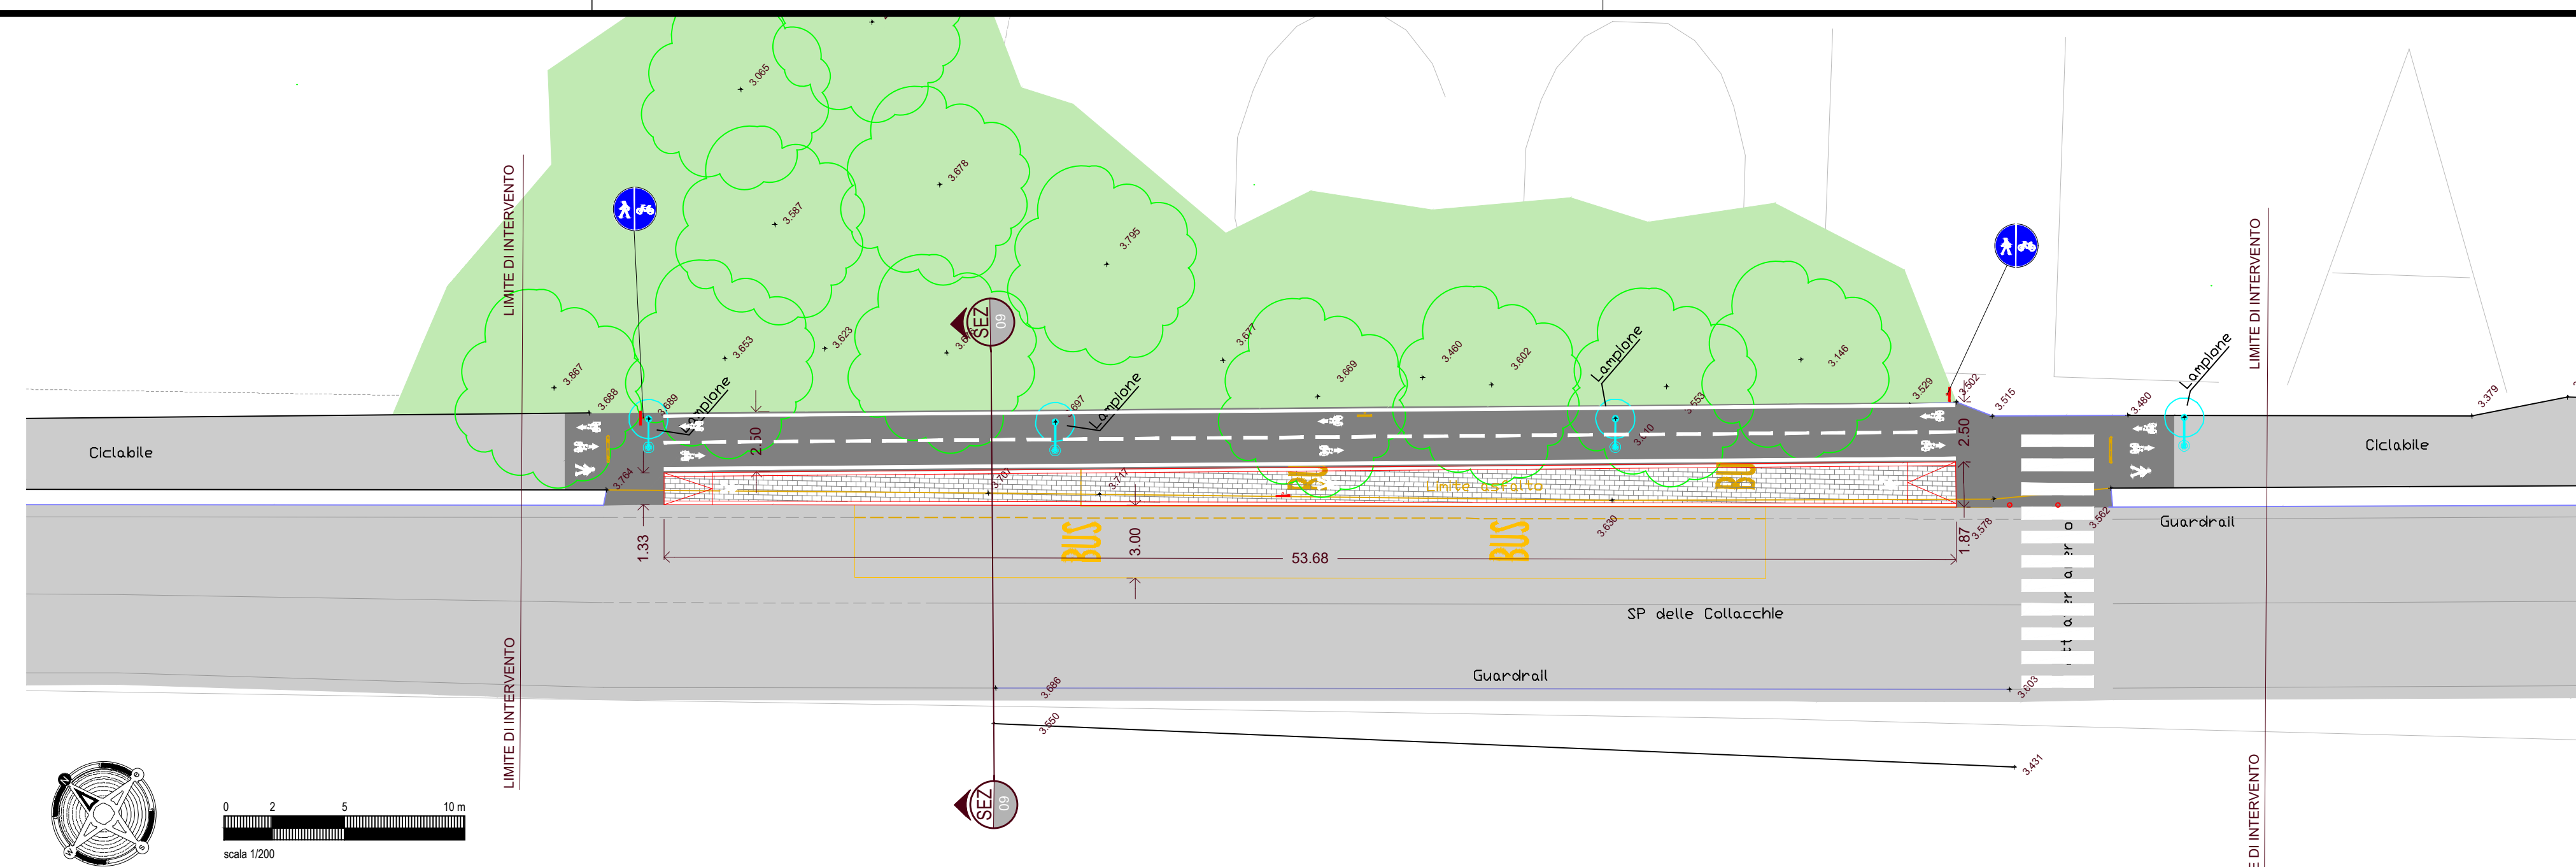 3.065
3.678
3.587
3.795
LIMITE DI INTERVENTO
LIMITE DI INTERVENTO
SEZ
09
3.867
3.688
3.689
3.653
3.623
3.677
3.669
3.460
3.602
3.146
3.529
3.502
3.515
3.480
3.379
Lampione
Lampione
Lampione
Lampione
Ciclabile
Ciclabile
2.50
2.50
3.764
3.707
3.717
Limite asfalto
BUS
BUS
3.630
3.578
3.562
Guardrail
1.33
3.00
53.68
1.87
SP delle Collacchie
Guardrail
3.686
3.603
3.550
3.431
LIMITE DI INTERVENTO
E DI INTERVENTO
SEZ
09
N
e
s
w
0 2 5 10 m
scala 1/200